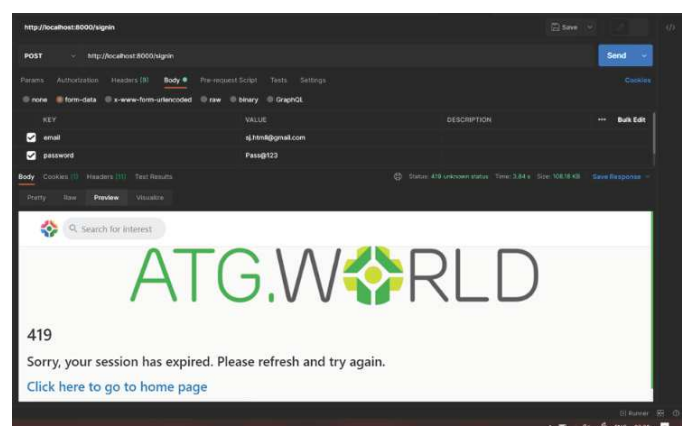 http://localhost:8000/signin
Save
POST http://localhost:8000/signin Send
Params Authorization Headers (8) Body Pre-request Script Tests Settings Cookies
none form-data x-www-form-urlencoded raw binary GraphQL
KEY VALUE DESCRIPTION Bulk Edit
email sj.html@gmail.com
password Pass@123
Body Cookies (1) Headers (11) Test Results Status: 419 unknown status Time: 3.84 s Size: 108.18 KB Save Response
Pretty Raw Preview Visualize
Search for interest
ATG.WORLD
419
Sorry, your session has expired. Please refresh and try again.
Click here to go to home page
Runner